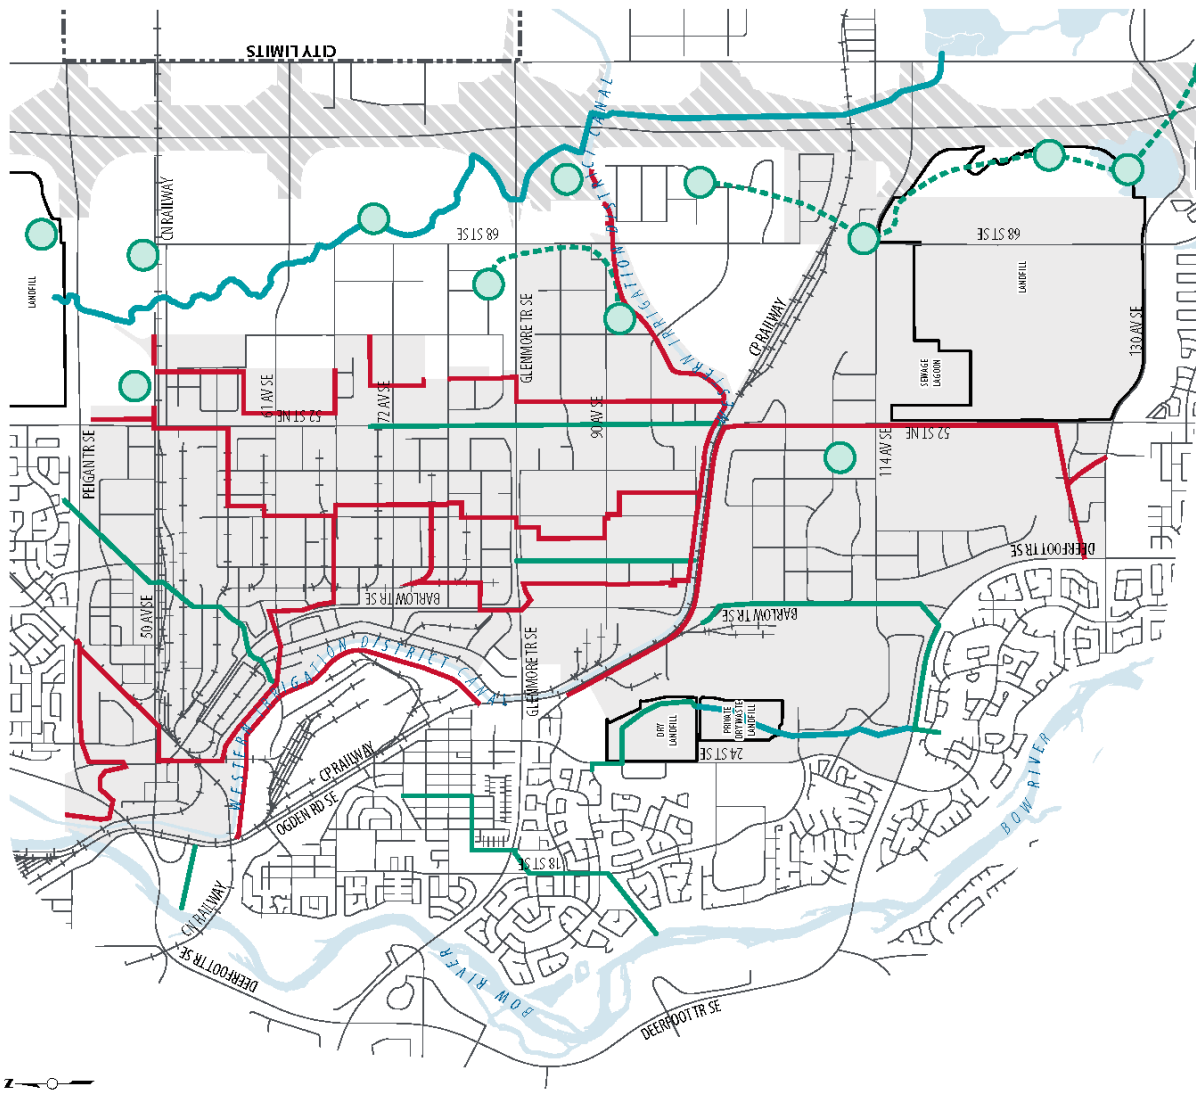 CITY LIMITS
WESTERN IRRIGATION DISTRICT CANAL
CN RAILWAY
68 ST SE
68 ST SE
LANDFILL
LANDFILL
GLENMORE TR SE
CP RAILWAY
130 AV SE
SEWAGE
LAGOON
61 AV SE
72 AV SE
52 ST NE
90 AV SE
52 ST NE
114 AV SE
PEIGAN TR SE
DEERFOOT TR SE
50 AV SE
BARLOW TR SE
BARLOW TR SE
GLENMORE TR SE
WESTERN IRRIGATION DISTRICT CANAL
DRY
LANDFILL
PRIVATE
DRY WASTE
LANDFILL
24 ST SE
CP RAILWAY
OGDEN RD SE
BOW RIVER
18 ST SE
CN RAILWAY
DEERFOOT TR SE
BOW RIVER
DEERFOOT TR SE
N